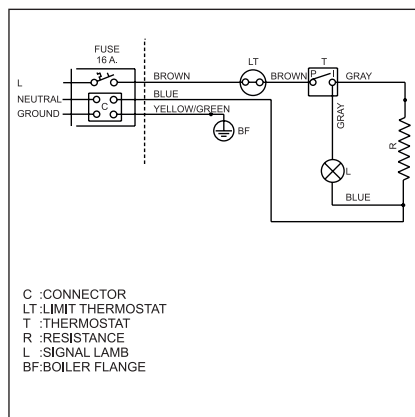 FUSE
16 A.
LT
T
L
BROWN
BROWN
P
I
GRAY
NEUTRAL
C
BLUE
GROUND
YELLOW/GREEN
BF
GRAY
R
L
BLUE
C :CONNECTOR
LT :LIMIT THERMOSTAT
T :THERMOSTAT
R :RESISTANCE
L :SIGNAL LAMB
BF:BOILER FLANGE